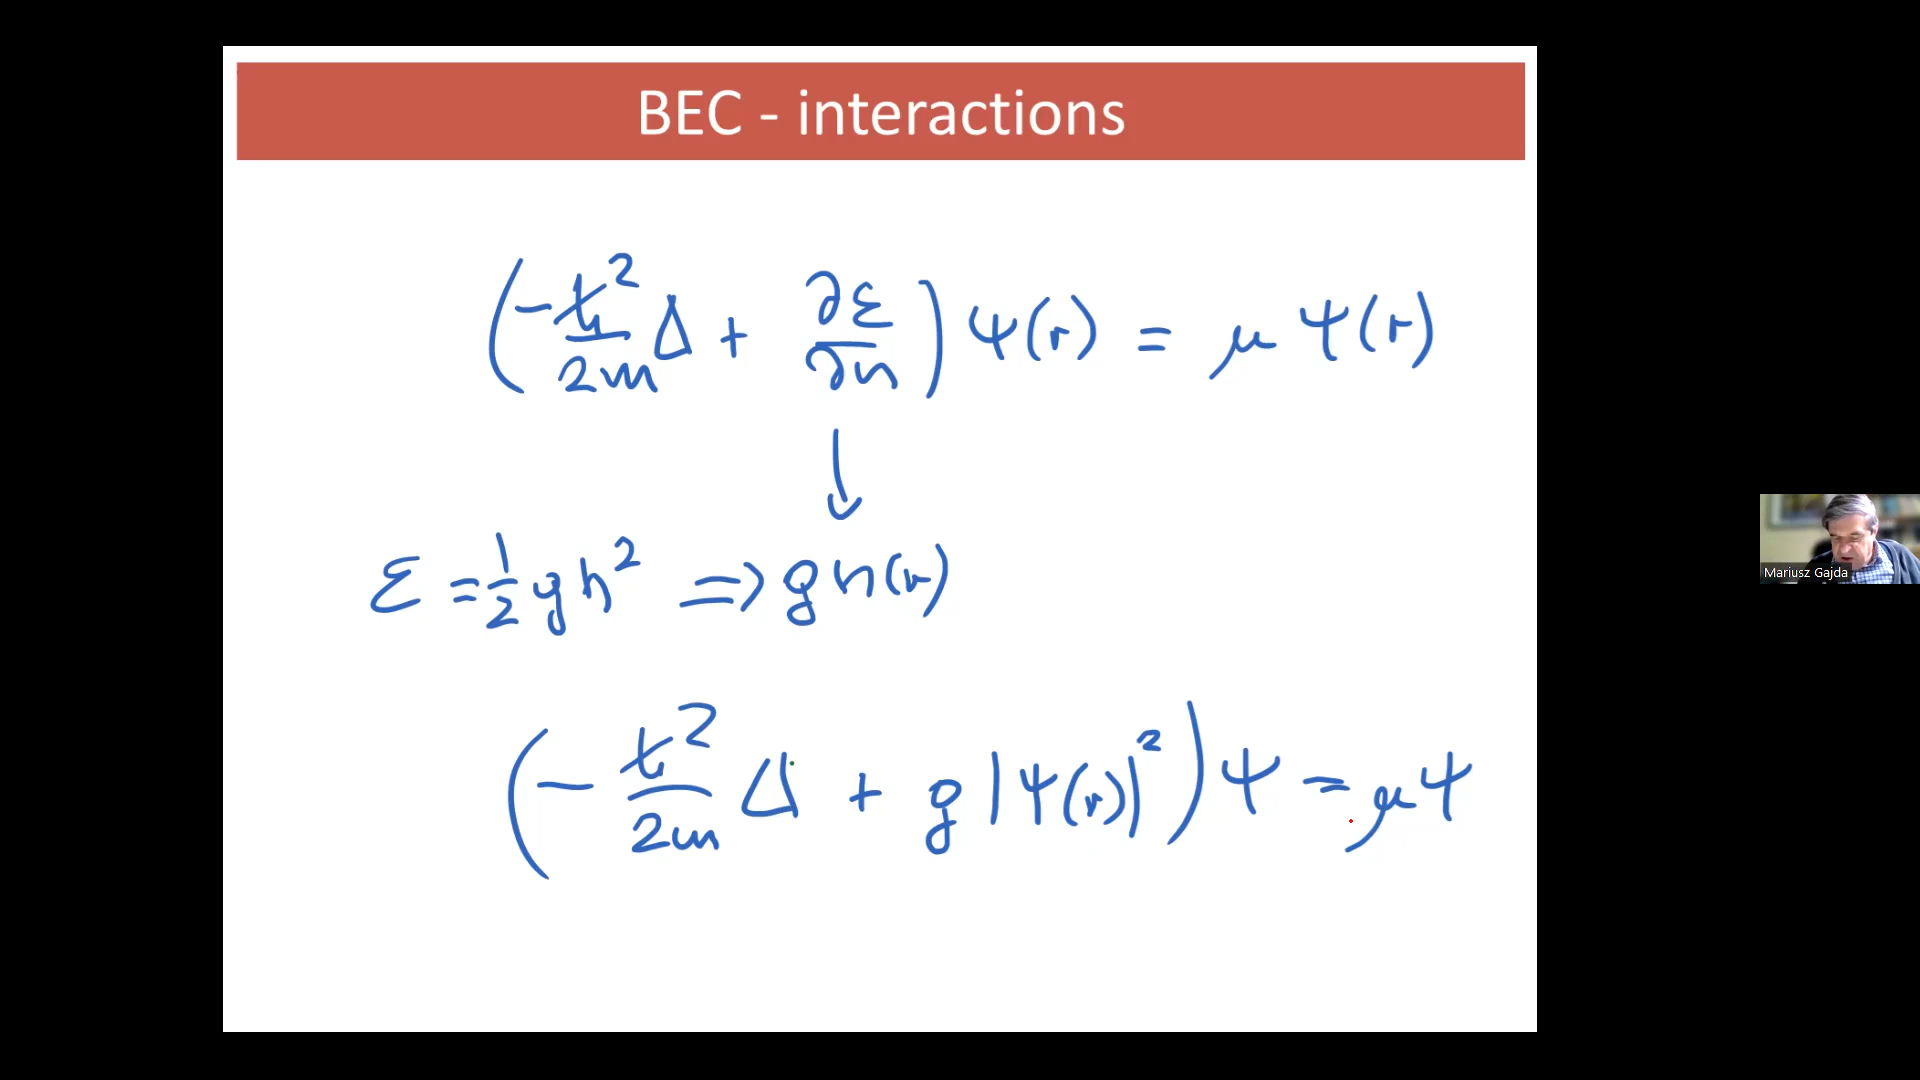 BEC - interactions
(-ħ²/2m Δ + ∂ε/∂n) Ψ(r) = μ Ψ(r)
↓
ε = 1/2 g n² => g n(r)
(- ħ²/2m Δ + g |Ψ(r)|²) Ψ = μ Ψ
Mariusz Gajda